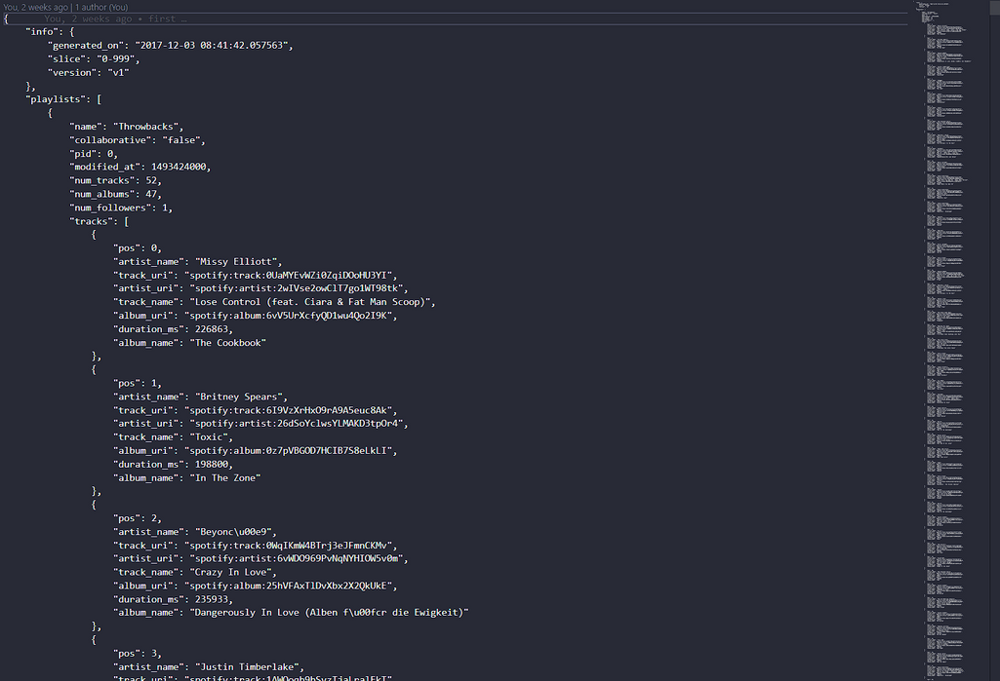 You, 2 weeks ago | 1 author (You)
{ You, 2 weeks ago • first …
"info": {
"generated_on": "2017-12-03 08:41:42.057563",
"slice": "0-999",
"version": "v1"
},
"playlists": [
{
"name": "Throwbacks",
"collaborative": "false",
"pid": 0,
"modified_at": 1493424000,
"num_tracks": 52,
"num_albums": 47,
"num_followers": 1,
"tracks": [
{
"pos": 0,
"artist_name": "Missy Elliott",
"track_uri": "spotify:track:0UaMYEvWZi0ZqiDOoHU3YI",
"artist_uri": "spotify:artist:2wIVse2owClT7go1WT98tk",
"track_name": "Lose Control (feat. Ciara & Fat Man Scoop)",
"album_uri": "spotify:album:6vV5UrXcfyQD1wu4Qo2I9K",
"duration_ms": 226863,
"album_name": "The Cookbook"
},
{
"pos": 1,
"artist_name": "Britney Spears",
"track_uri": "spotify:track:6I9VzXrHxO9rA9A5euc8Ak",
"artist_uri": "spotify:artist:26dSoYclwsYLMAKD3tpOr4",
"track_name": "Toxic",
"album_uri": "spotify:album:0z7pVBGOD7HCIB7S8eLkLI",
"duration_ms": 198800,
"album_name": "In The Zone"
},
{
"pos": 2,
"artist_name": "Beyonc\u00e9",
"track_uri": "spotify:track:0WqIKmW4BTrj3eJFmnCKMv",
"artist_uri": "spotify:artist:6vWDO969PvNqNYHIOW5v0m",
"track_name": "Crazy In Love",
"album_uri": "spotify:album:25hVFAxTlDvXbx2X2QkUkE",
"duration_ms": 235933,
"album_name": "Dangerously In Love (Alben f\u00fcr die Ewigkeit)"
},
{
"pos": 3,
"artist_name": "Justin Timberlake",